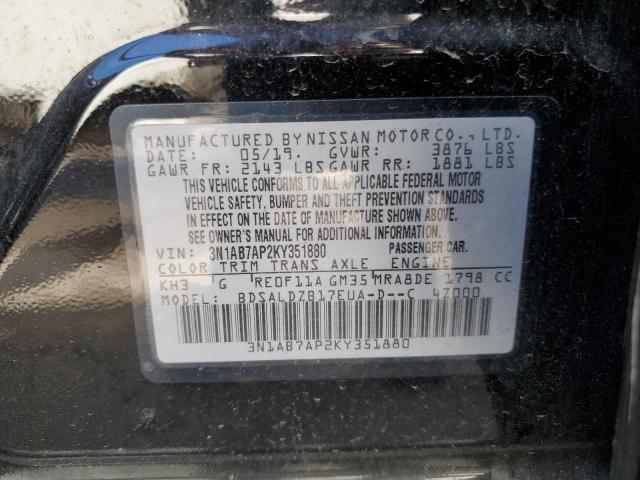 MANUFACTURED BY NISSAN MOTOR CO., LTD.
DATE: 05/19. GVWR: 3876 LBS
GAWR FR: 2143 LBS GAWR RR: 1881 LBS
THIS VEHICLE CONFORMS TO ALL APPLICABLE FEDERAL MOTOR
VEHICLE SAFETY, BUMPER AND THEFT PREVENTION STANDARDS
IN EFFECT ON THE DATE OF MANUFACTURE SHOWN ABOVE.
SEE OWNER'S MANUAL FOR ADDITIONAL INFORMATION.
VIN: 3N1AB7AP2KY351880 PASSENGER CAR.
COLOR TRIM TRANS AXLE ENGINE
KH3 G RE0F11A GM35 MRA8DE 1798 CC
MODEL: BDSALDZB17EUA-D--C 4Z000
3N1AB7AP2KY351880